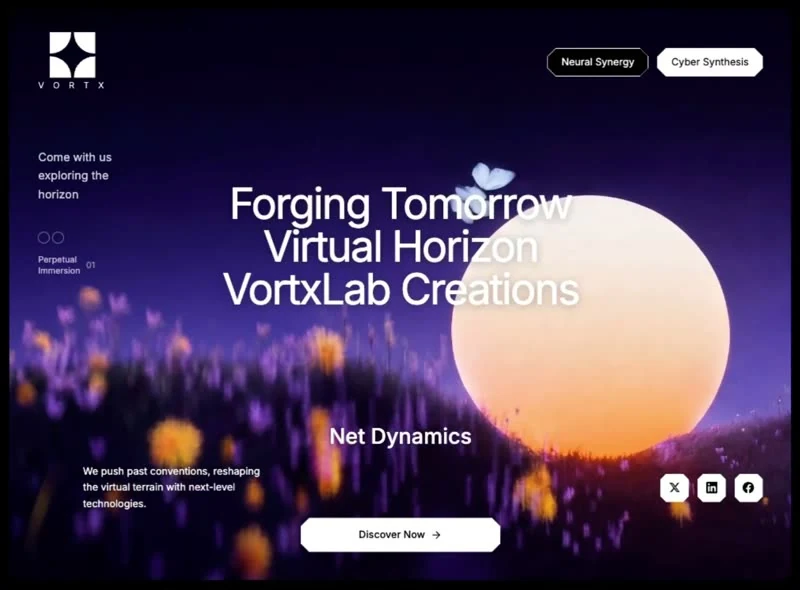 VORTX
Neural Synergy
Cyber Synthesis
Come with us
exploring the
horizon
Perpetual
Immersion
01
Forging Tomorrow
Virtual Horizon
VortxLab Creations
Net Dynamics
We push past conventions, reshaping
the virtual terrain with next-level
technologies.
Discover Now →